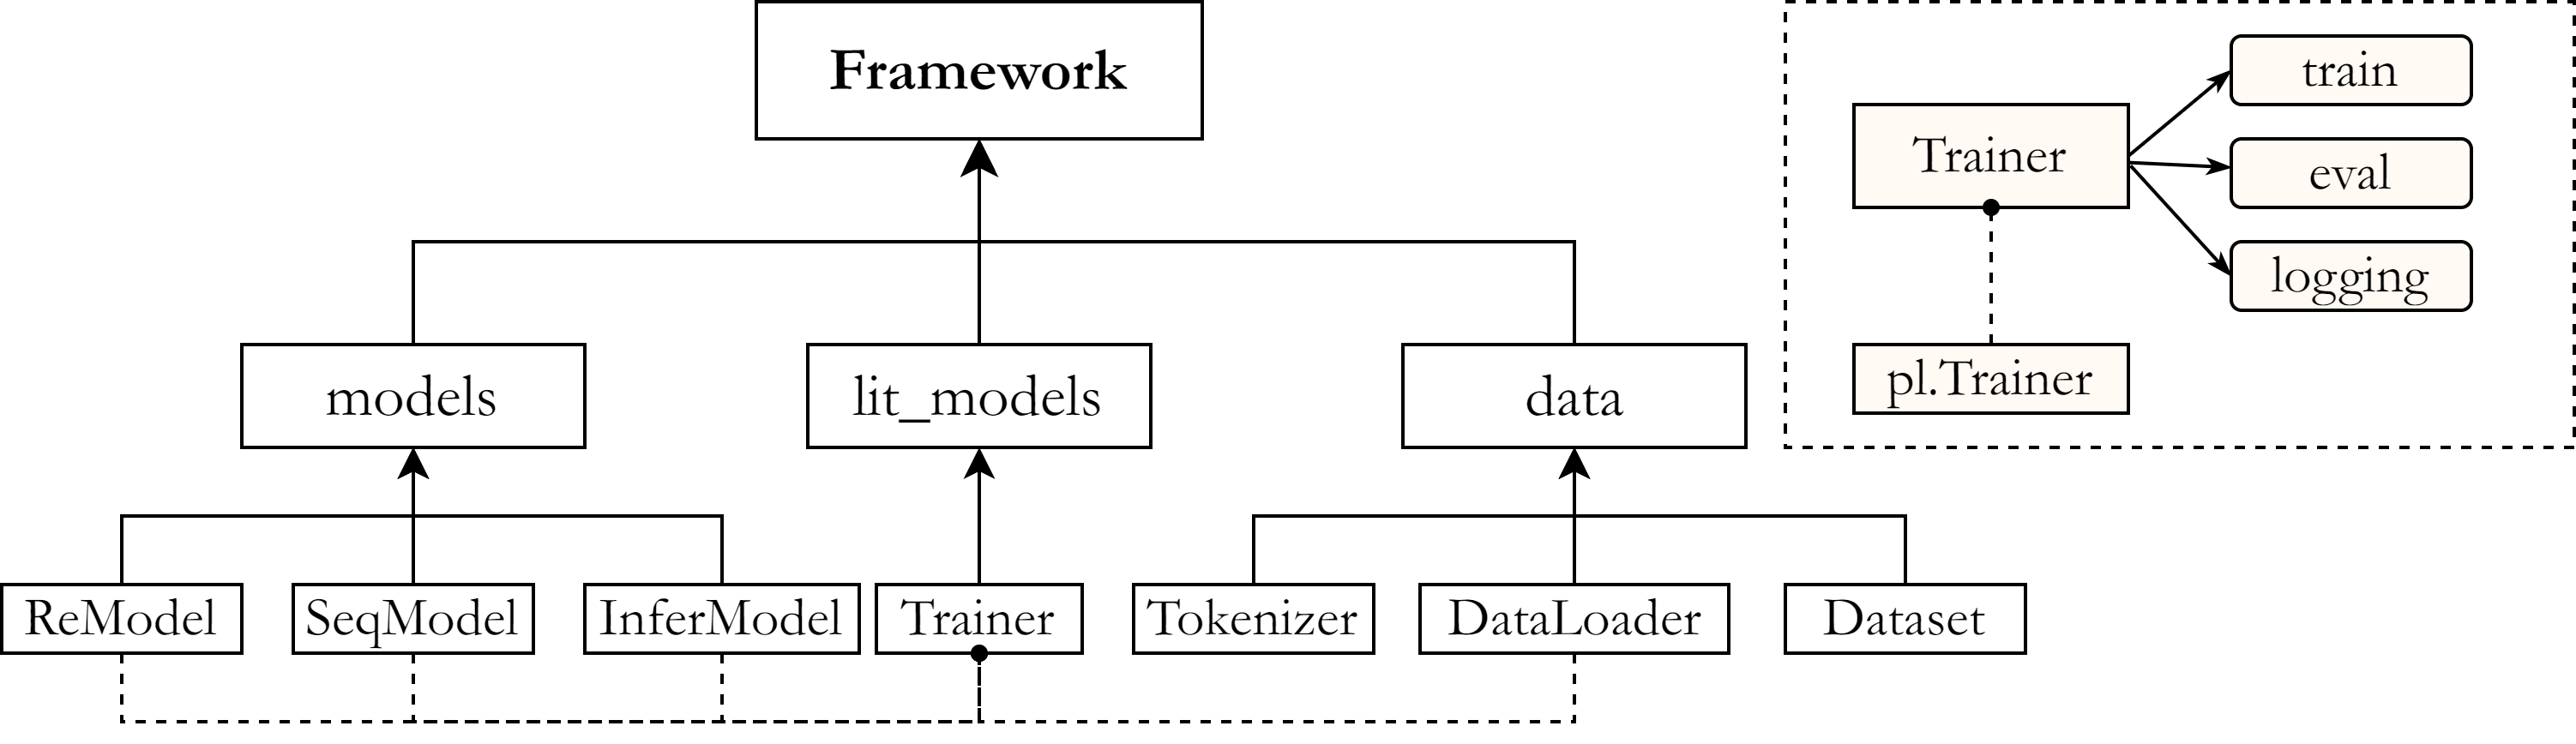 Framework
models
lit_models
data
ReModel
SeqModel
InferModel
Trainer
Tokenizer
DataLoader
Dataset
Trainer
pl.Trainer
train
eval
logging